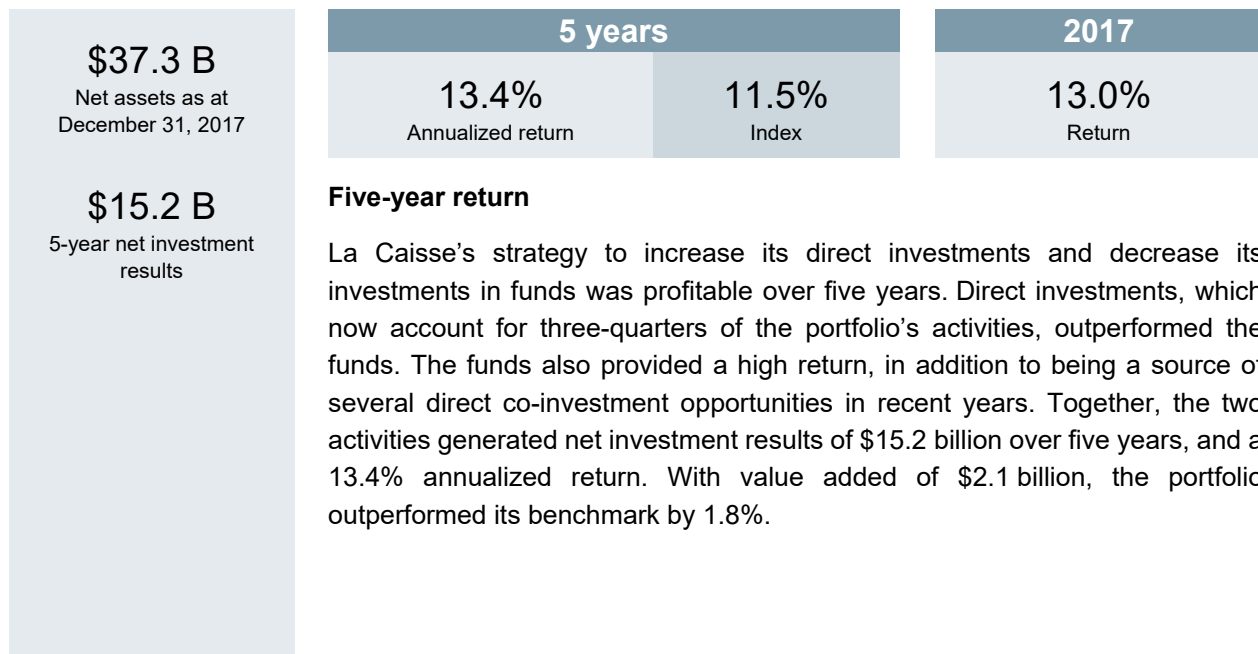 $37.3 B
Net assets as at
December 31, 2017
$15.2 B
5-year net investment
results
5 years
13.4%
Annualized return
11.5%
Index
2017
13.0%
Return
Five-year return
La Caisse’s strategy to increase its direct investments and decrease its
investments in funds was profitable over five years. Direct investments, which
now account for three-quarters of the portfolio’s activities, outperformed the
funds. The funds also provided a high return, in addition to being a source of
several direct co-investment opportunities in recent years. Together, the two
activities generated net investment results of $15.2 billion over five years, and a
13.4% annualized return. With value added of $2.1 billion, the portfolio
outperformed its benchmark by 1.8%.